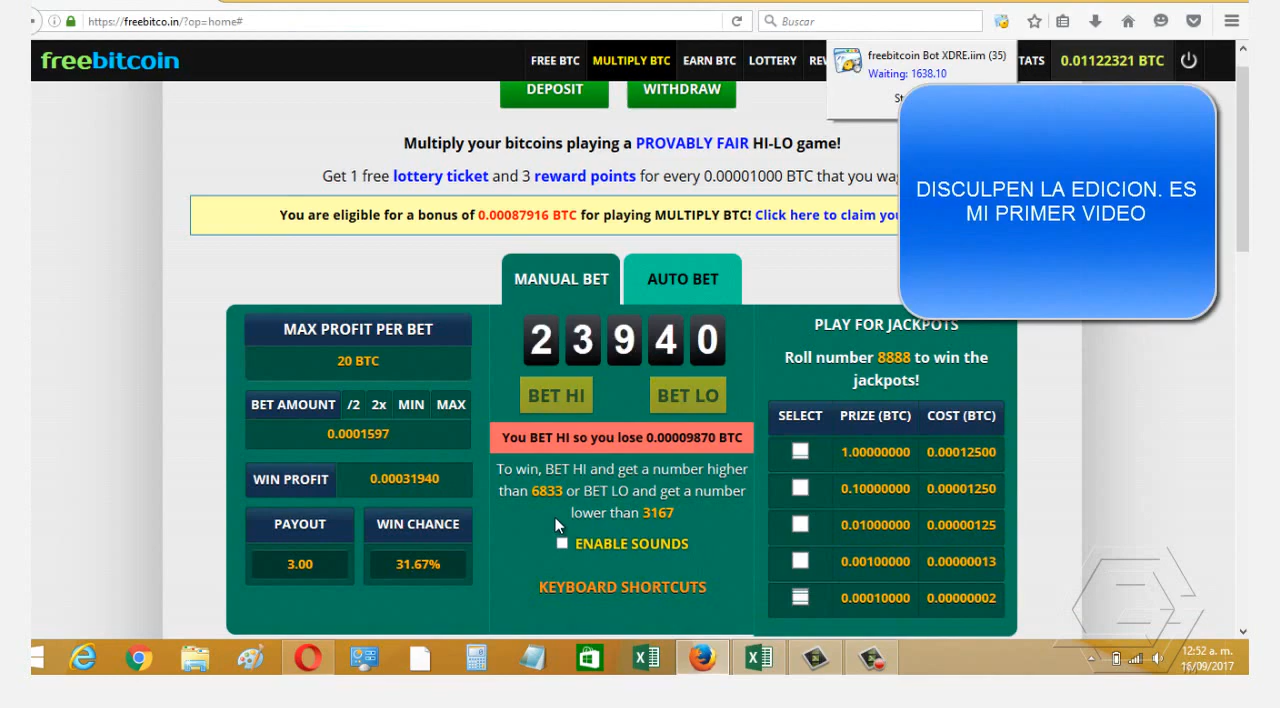 https://freebitco.in/?op=home#
Buscar
freebitcoin
FREE BTC
MULTIPLY BTC
EARN BTC
LOTTERY
freebitcoin Bot XDRE.iim (35)
Waiting: 1638.10
0.01122321 BTC
DEPOSIT
WITHDRAW
DISCULPEN LA EDICION. ES
MI PRIMER VIDEO
Multiply your bitcoins playing a PROVABLY FAIR HI-LO game!
Get 1 free lottery ticket and 3 reward points for every 0.00001000 BTC that you
You are eligible for a bonus of 0.00087916 BTC for playing MULTIPLY BTC! Click here to claim
MANUAL BET
AUTO BET
MAX PROFIT PER BET
20 BTC
BET AMOUNT
/2
2x
MIN
MAX
0.0001597
WIN PROFIT
0.00031940
PAYOUT
WIN CHANCE
3.00
31.67%
2 3 9 4 0
BET HI
BET LO
You BET HI so you lose 0.00009870 BTC
To win, BET HI and get a number higher
than 6833 or BET LO and get a number
lower than 3167
ENABLE SOUNDS
KEYBOARD SHORTCUTS
PLAY FOR JACKPOTS
Roll number 8888 to win the
jackpots!
SELECT
PRIZE (BTC)
COST (BTC)
1.00000000 0.00012500
0.10000000 0.00001250
0.01000000 0.00000125
0.00100000 0.00000013
0.00010000 0.00000002
12:52 a. m.
16/09/2017